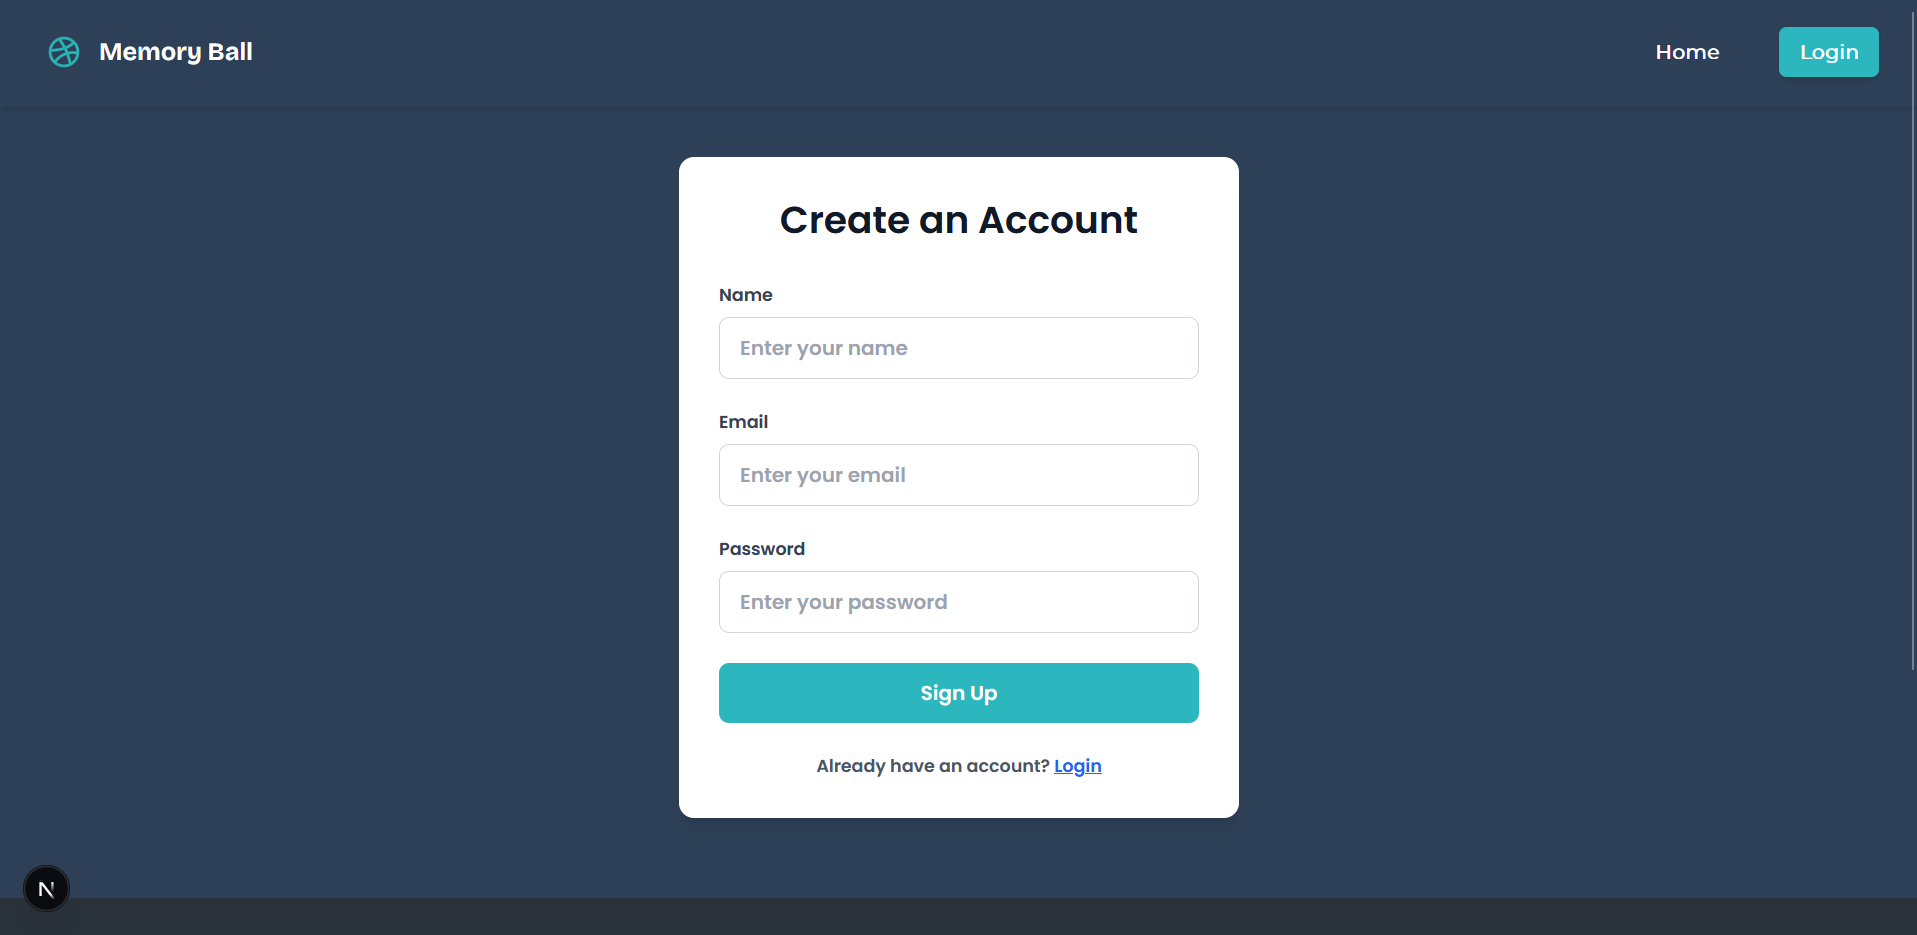 Memory Ball
Home
Login
Create an Account
Name
Enter your name
Email
Enter your email
Password
Enter your password
Sign Up
Already have an account? Login
N